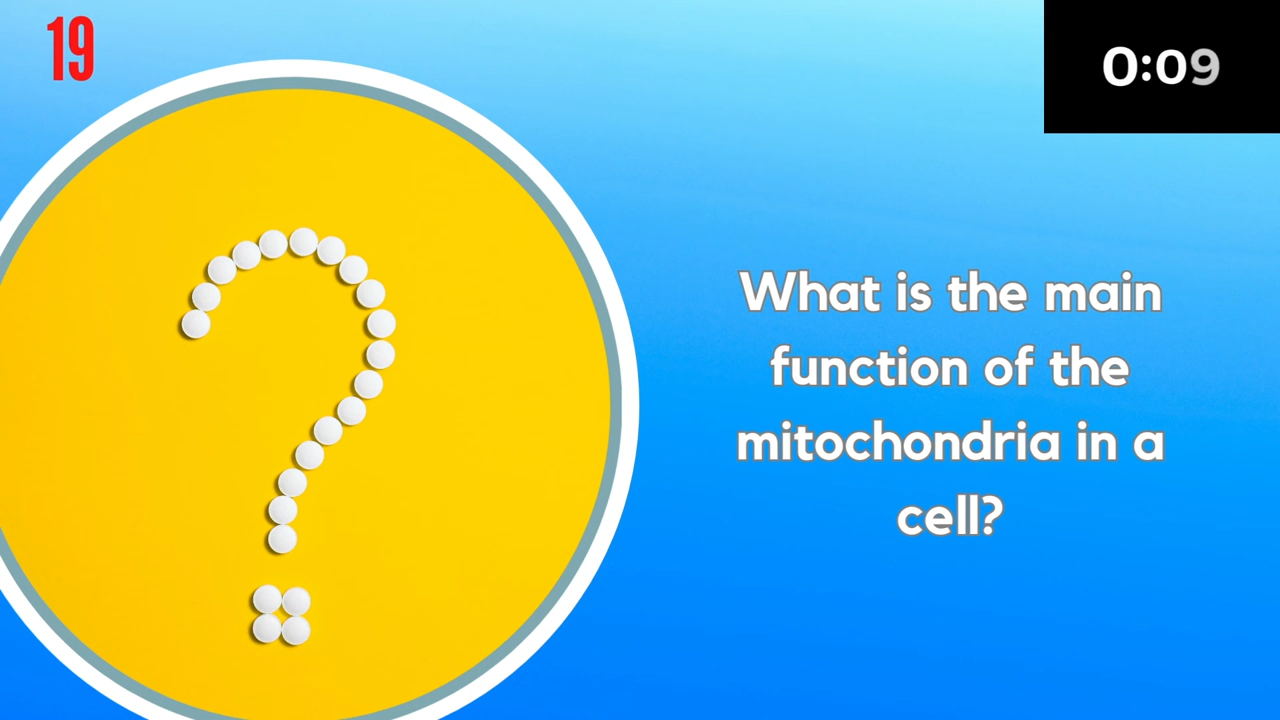 19
0:09
What is the main
function of the
mitochondria in a
cell?